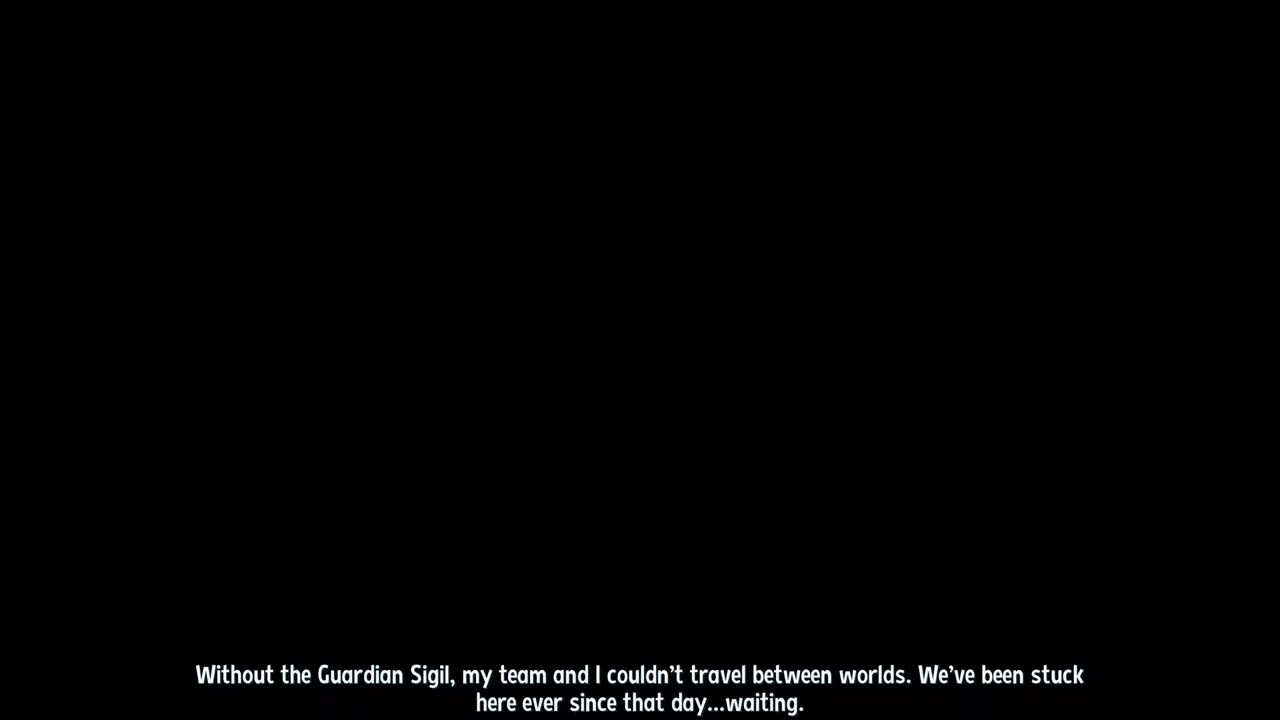 Without the Guardian Sigil, my team and I couldn't travel between worlds. We've been stuck
here ever since that day...waiting.